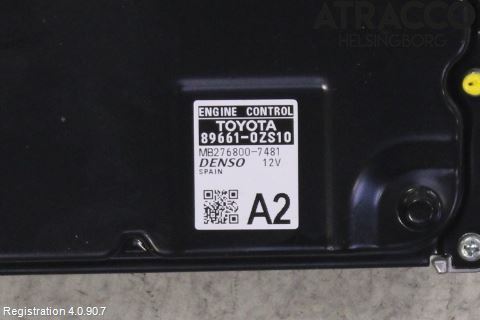 ATRACCO
HELSINGBORG
ENGINE CONTROL
TOYOTA
89661-0ZS10
MB276800-7481
DENSO 12V
SPAIN
A2
Registration 4.0.90.7